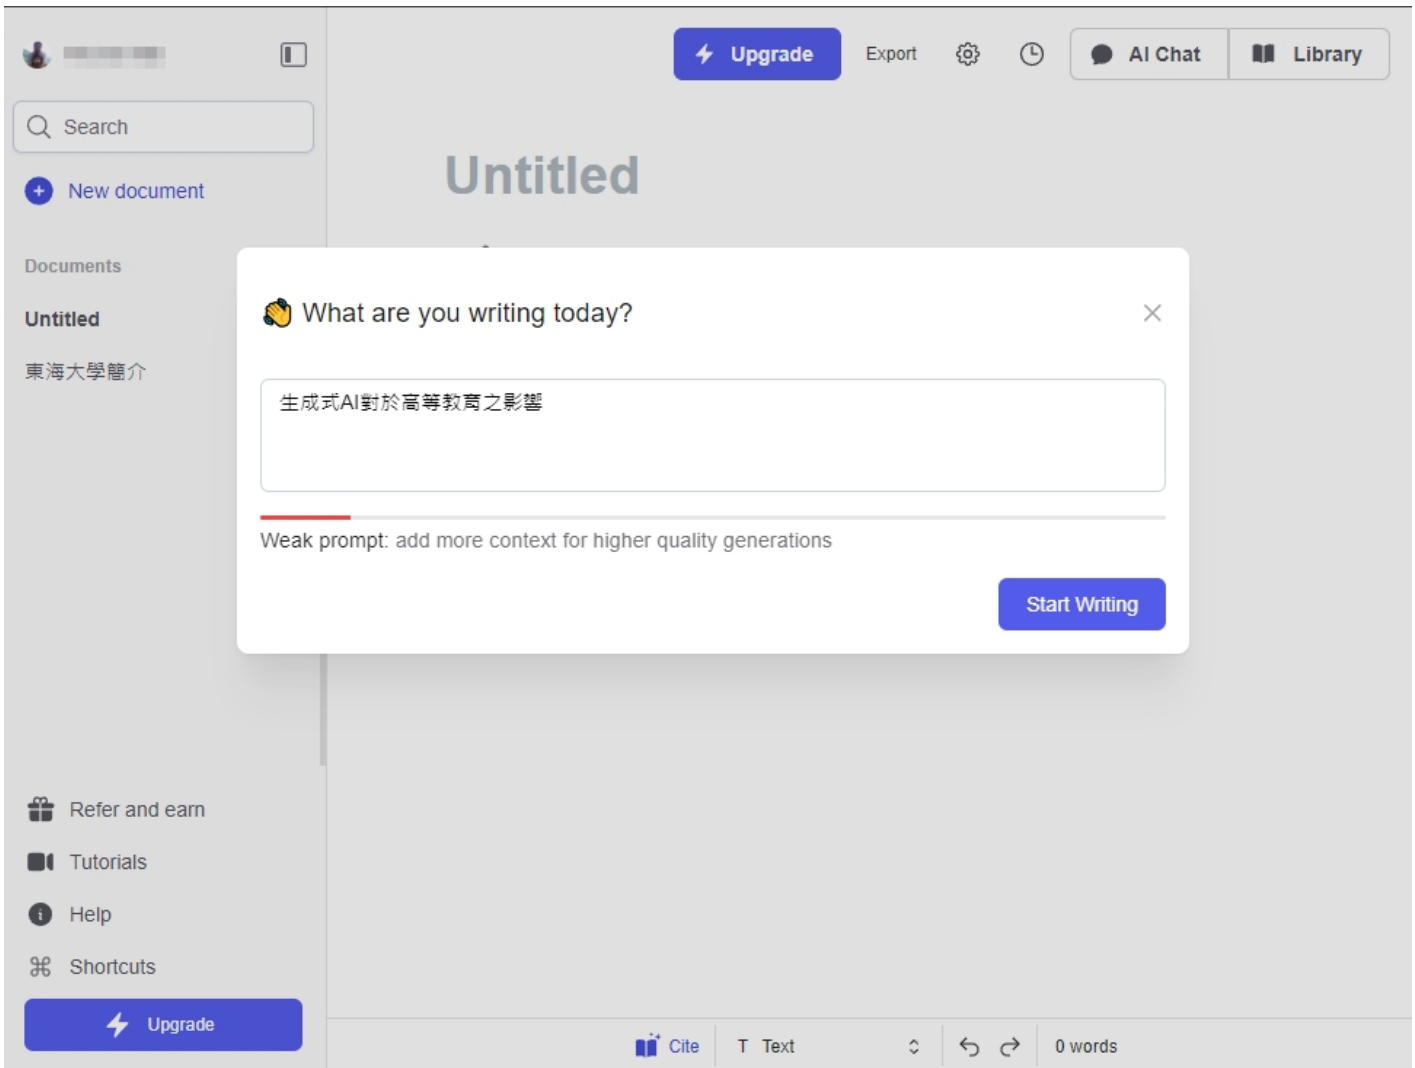 Upgrade
Export
AI Chat
Library
Search
New document
Untitled
Documents
Untitled
東海大學簡介
What are you writing today?
生成式AI對於高等教育之影響
Weak prompt: add more context for higher quality generations
Start Writing
Refer and earn
Tutorials
Help
Shortcuts
Upgrade
Cite
T Text
0 words